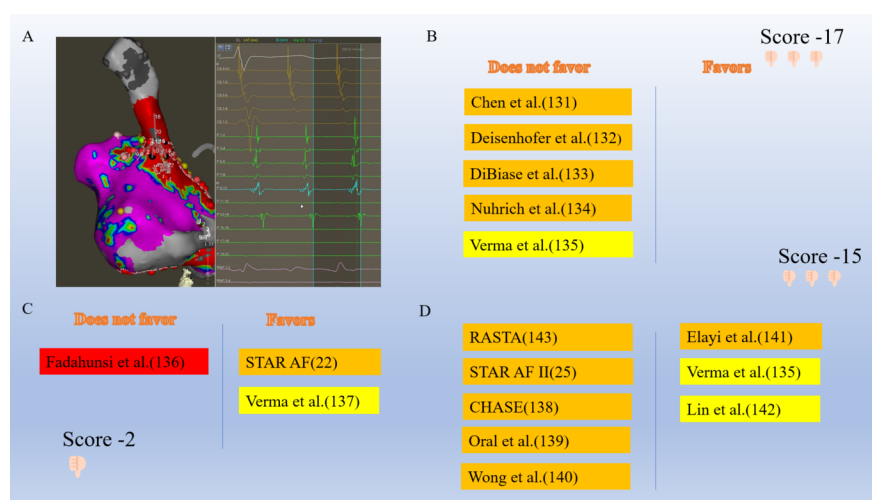 A
B
Score -17
Does not favor
Favors
Chen et al.(131)
Deisenhofer et al.(132)
DiBiase et al.(133)
Nuhrich et al.(134)
Verma et al.(135)
Score -15
C
Does not favor
Favors
Fadahunsi et al.(136)
STAR AF(22)
Verma et al.(137)
Score -2
D
RASTA(143)
STAR AF II(25)
CHASE(138)
Oral et al.(139)
Wong et al.(140)
Elayi et al.(141)
Verma et al.(135)
Lin et al.(142)